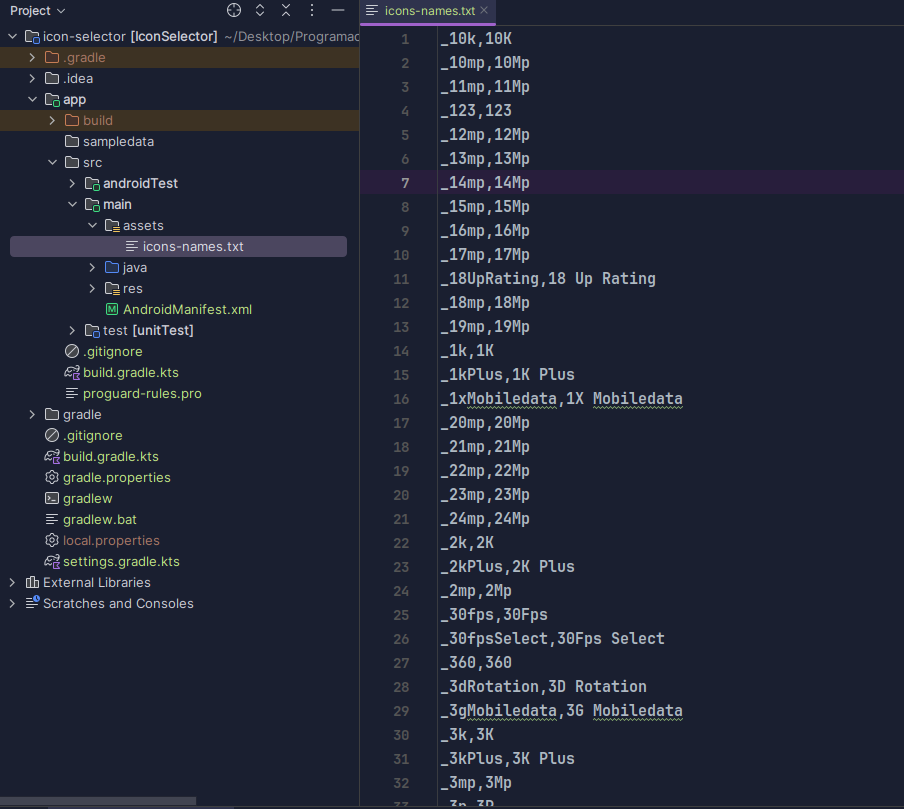 Project
icon-selector [IconSelector] ~/Desktop/Programac
.gradle
.idea
app
build
sampledata
src
androidTest
main
assets
icons-names.txt
java
res
AndroidManifest.xml
test [unitTest]
.gitignore
build.gradle.kts
proguard-rules.pro
gradle
.gitignore
build.gradle.kts
gradle.properties
gradlew
gradlew.bat
local.properties
settings.gradle.kts
External Libraries
Scratches and Consoles
icons-names.txt
1 _10k,10K
2 _10mp,10Mp
3 _11mp,11Mp
4 _123,123
5 _12mp,12Mp
6 _13mp,13Mp
7 _14mp,14Mp
8 _15mp,15Mp
9 _16mp,16Mp
10 _17mp,17Mp
11 _18UpRating,18 Up Rating
12 _18mp,18Mp
13 _19mp,19Mp
14 _1k,1K
15 _1kPlus,1K Plus
16 _1xMobiledata,1X Mobiledata
17 _20mp,20Mp
18 _21mp,21Mp
19 _22mp,22Mp
20 _23mp,23Mp
21 _24mp,24Mp
22 _2k,2K
23 _2kPlus,2K Plus
24 _2mp,2Mp
25 _30fps,30Fps
26 _30fpsSelect,30Fps Select
27 _360,360
28 _3dRotation,3D Rotation
29 _3gMobiledata,3G Mobiledata
30 _3k,3K
31 _3kPlus,3K Plus
32 _3mp,3Mp